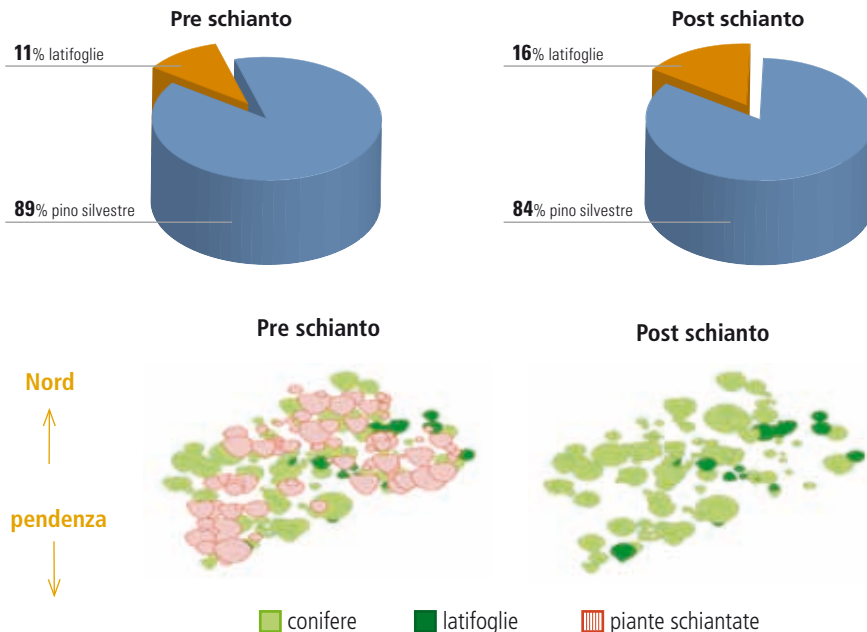 Pre schianto
Post schianto
11% latifoglie
16% latifoglie
89% pino silvestre
84% pino silvestre
Pre schianto
Post schianto
Nord
pendenza
conifere
latifoglie
piante schiantate